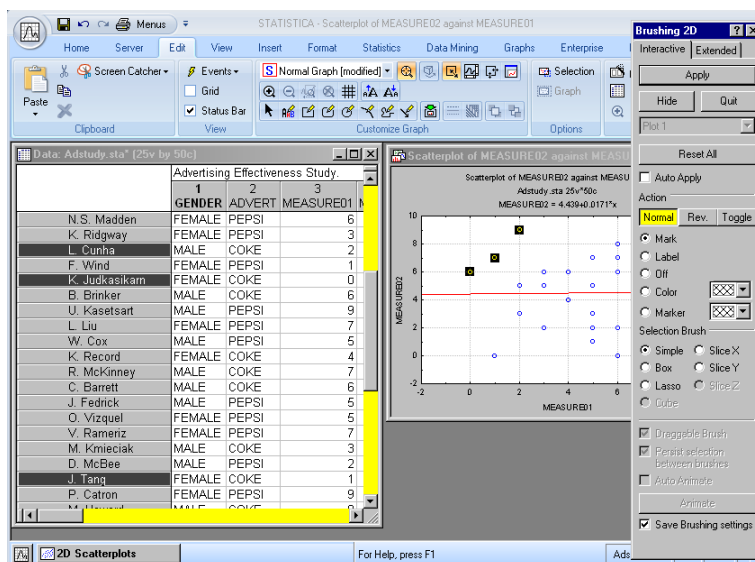 Menus
STATISTICA - Scatterplot of MEASURE02 against MEASURE01
Home Server Edit View Insert Format Statistics Data Mining Graphs Enterprise
Paste
Screen Catcher
Clipboard
Events
Grid
Status Bar
View
Normal Graph [modified]
Customize Graph
Selection
Graph
Options
Data: Adstudy.sta* (25v by 50c)
Advertising Effectiveness Study.
1 2 3
GENDER ADVERT MEASURE01
N.S. Madden FEMALE PEPSI 6
K. Ridgway FEMALE PEPSI 3
L. Cunha MALE COKE 2
F. Wind FEMALE PEPSI 1
K. Judkasikarn FEMALE COKE 0
B. Brinker MALE COKE 6
U. Kasetsart MALE PEPSI 9
L. Liu FEMALE PEPSI 7
W. Cox MALE PEPSI 5
K. Record FEMALE COKE 4
R. McKinney MALE COKE 7
C. Barrett MALE COKE 6
J. Fedrick MALE PEPSI 5
O. Vizquel FEMALE PEPSI 5
V. Rameriz FEMALE PEPSI 7
M. Kmieciak MALE COKE 3
D. McBee MALE PEPSI 2
J. Tang FEMALE COKE 1
P. Catron FEMALE PEPSI 9
Scatterplot of MEASURE02 against MEASU
Scatterplot of MEASURE02 against MEASU
Adstudy.sta 25v*50c
MEASURE02 = 4.439+0.0171*x
MEASURE02
10
8
6
4
2
0
-2
-2 0 2 4 6
MEASURE01
Brushing 2D
Interactive Extended
Apply
Hide Quit
Plot 1
Reset All
Auto Apply
Action
Normal Rev. Toggle
Mark
Label
Off
Color
Marker
Selection Brush
Simple Slice X
Box Slice Y
Lasso Slice Z
Cube
Draggable Brush
Persist selection
between brushes
Auto Animate
Animate
Save Brushing settings
2D Scatterplots
For Help, press F1
Ads